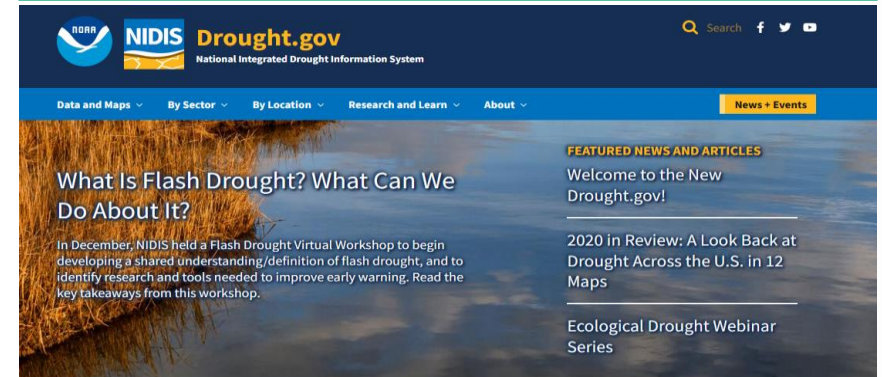 NOAA
NIDIS
Drought.gov
National Integrated Drought Information System
Search
Data and Maps
By Sector
By Location
Research and Learn
About
News + Events
What Is Flash Drought? What Can We
Do About It?
In December, NIDIS held a Flash Drought Virtual Workshop to begin
developing a shared understanding/definition of flash drought, and to
identify research and tools needed to improve early warning. Read the
key takeaways from this workshop.
FEATURED NEWS AND ARTICLES
Welcome to the New
Drought.gov!
2020 in Review: A Look Back at
Drought Across the U.S. in 12
Maps
Ecological Drought Webinar
Series